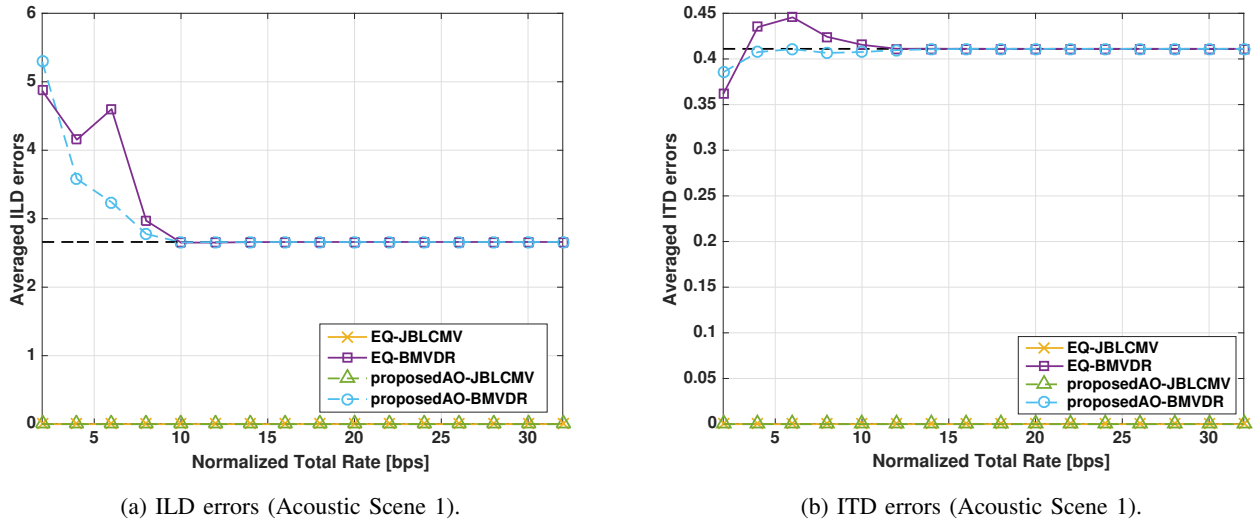 6
5
4
3
2
1
0
Averaged ILD errors
5 10 15 20 25 30
Normalized Total Rate [bps]
EQ-JBLCMV
EQ-BMVDR
proposedAO-JBLCMV
proposedAO-BMVDR
(a) ILD errors (Acoustic Scene 1).
0.45
0.4
0.35
0.3
0.25
0.2
0.15
0.1
0.05
0
Averaged ITD errors
5 10 15 20 25 30
Normalized Total Rate [bps]
EQ-JBLCMV
EQ-BMVDR
proposedAO-JBLCMV
proposedAO-BMVDR
(b) ITD errors (Acoustic Scene 1).